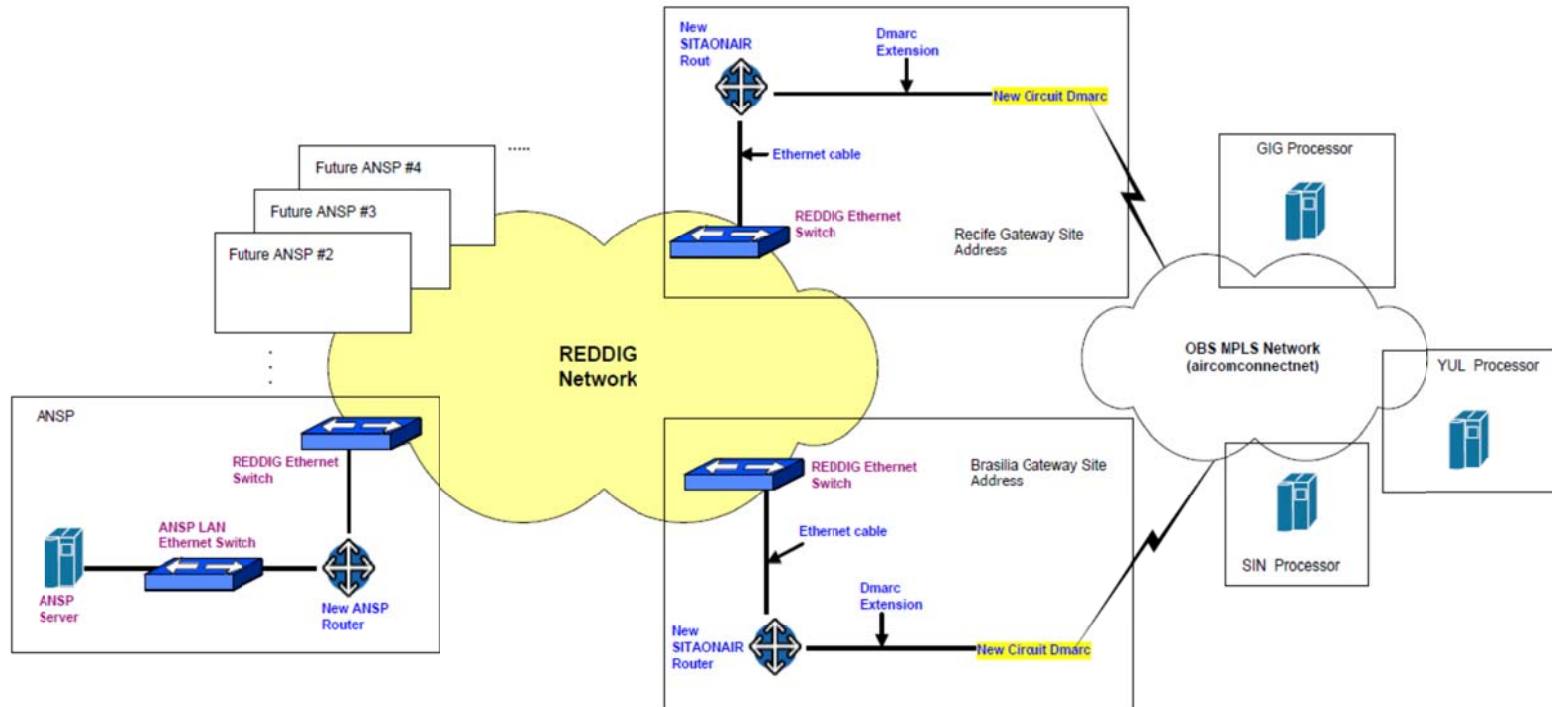 New
SITAONAIR
Rout
Dmarc
Extension
New Circuit Dmarc
Ethernet cable
REDDIG Ethernet
Switch
Recife Gateway Site
Address
.....
Future ANSP #4
Future ANSP #3
Future ANSP #2
GIG Processor
REDDIG
Network
OBS MPLS Network
(aircomconnectnet)
YUL Processor
SIN Processor
ANSP
REDDIG Ethernet
Switch
ANSP LAN
Ethernet Switch
ANSP
Server
New ANSP
Router
REDDIG Ethernet
Switch
Brasilia Gateway Site
Address
Ethernet cable
Dmarc
Extension
New
SITAONAIR
Router
New Circuit Dmarc